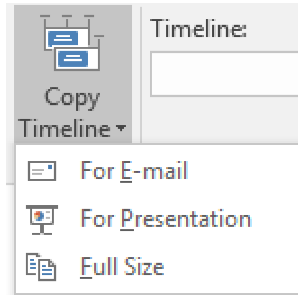 Timeline:
Copy
Timeline
For E-mail
For Presentation
Full Size